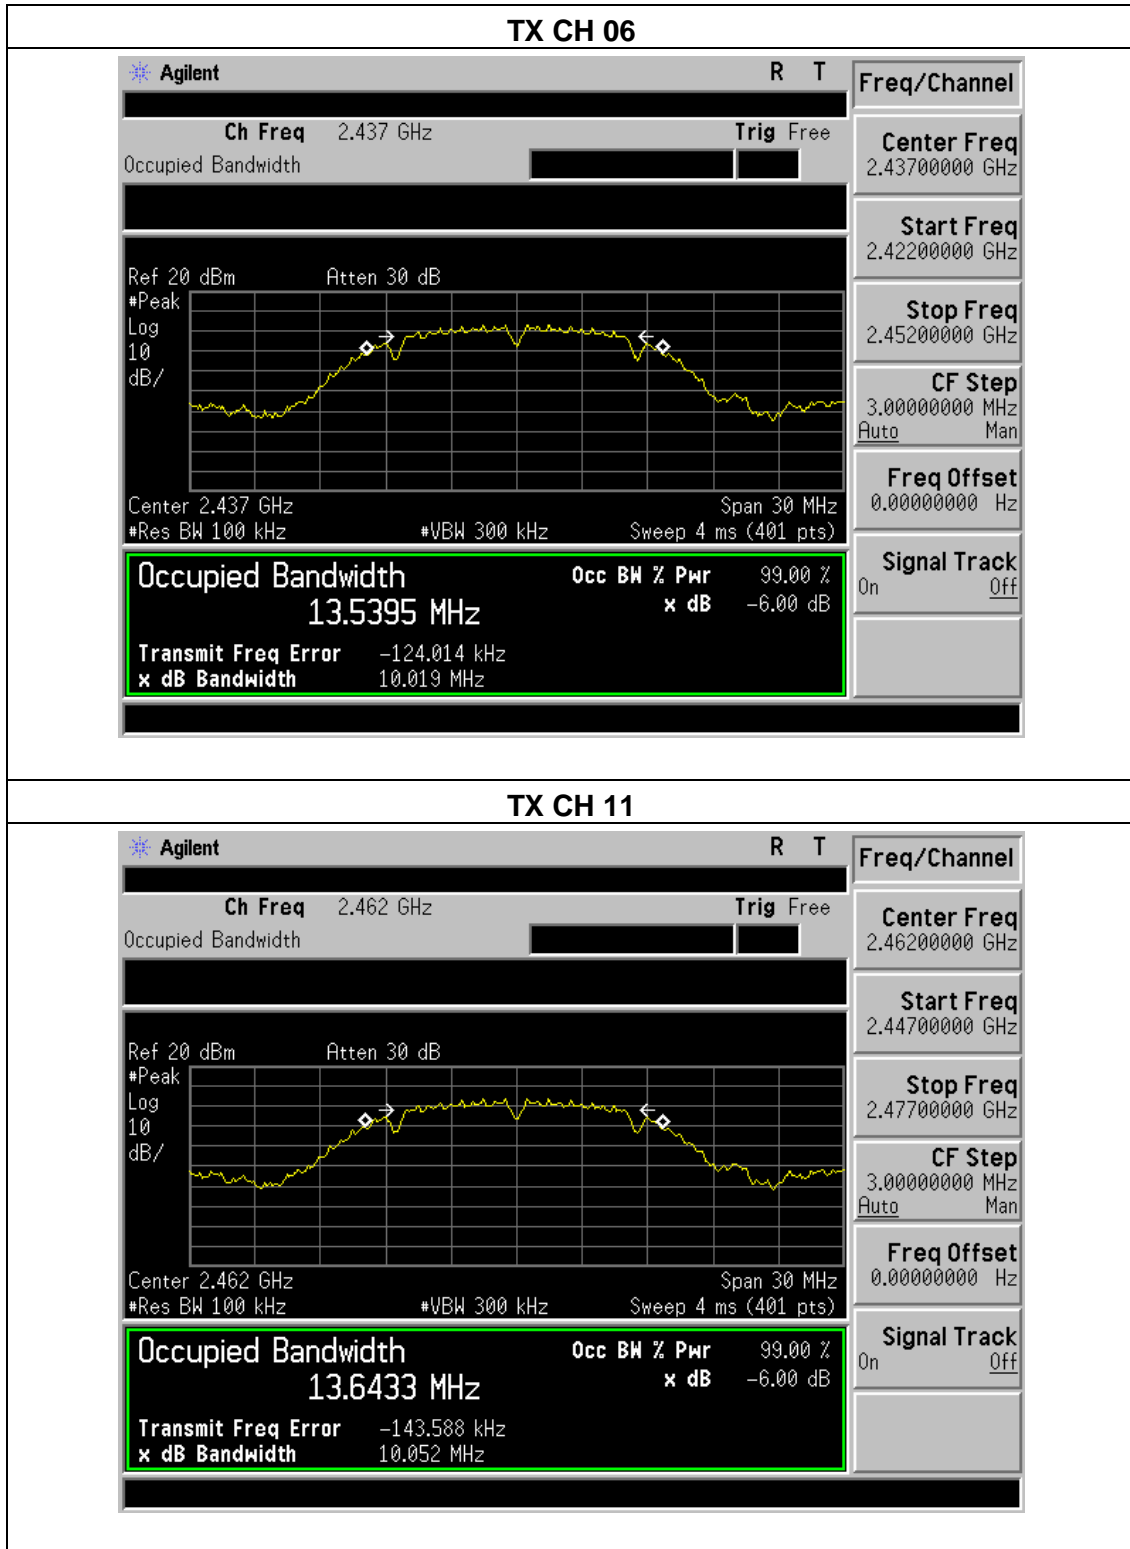 TX CH 06
Agilent R T
Freq/Channel
Ch Freq 2.437 GHz Trig Free
Occupied Bandwidth
Center Freq
2.43700000 GHz
Start Freq
2.42200000 GHz
Stop Freq
2.45200000 GHz
CF Step
3.00000000 MHz
Auto Man
Freq Offset
0.00000000 Hz
Signal Track
On Off
Ref 20 dBm Atten 30 dB
#Peak
Log
10
dB/
Center 2.437 GHz Span 30 MHz
#Res BW 100 kHz #VBW 300 kHz Sweep 4 ms (401 pts)
Occupied Bandwidth Occ BW % Pwr 99.00 %
13.5395 MHz x dB -6.00 dB
Transmit Freq Error -124.014 kHz
x dB Bandwidth 10.019 MHz
TX CH 11
Agilent R T
Freq/Channel
Ch Freq 2.462 GHz Trig Free
Occupied Bandwidth
Center Freq
2.46200000 GHz
Start Freq
2.44700000 GHz
Stop Freq
2.47700000 GHz
CF Step
3.00000000 MHz
Auto Man
Freq Offset
0.00000000 Hz
Signal Track
On Off
Ref 20 dBm Atten 30 dB
#Peak
Log
10
dB/
Center 2.462 GHz Span 30 MHz
#Res BW 100 kHz #VBW 300 kHz Sweep 4 ms (401 pts)
Occupied Bandwidth Occ BW % Pwr 99.00 %
13.6433 MHz x dB -6.00 dB
Transmit Freq Error -143.588 kHz
x dB Bandwidth 10.052 MHz